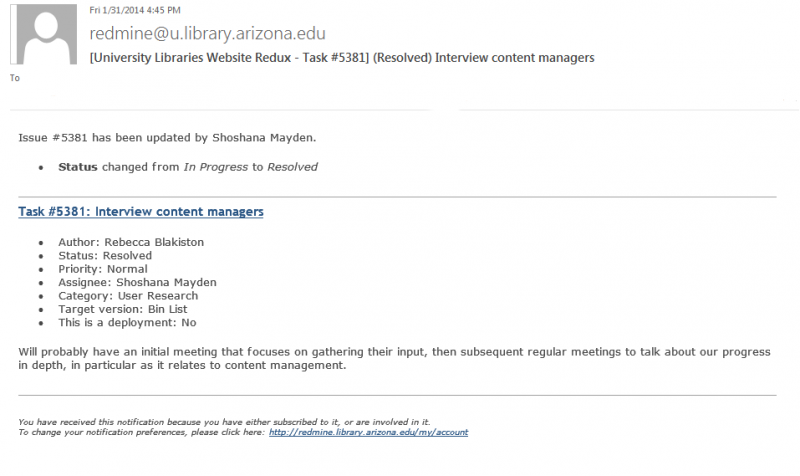 Fri 1/31/2014 4:45 PM
redmine@u.library.arizona.edu
[University Libraries Website Redux - Task #5381] (Resolved) Interview content managers
To
Issue #5381 has been updated by Shoshana Mayden.
• Status changed from In Progress to Resolved
Task #5381: Interview content managers
• Author: Rebecca Blakiston
• Status: Resolved
• Priority: Normal
• Assignee: Shoshana Mayden
• Category: User Research
• Target version: Bin List
• This is a deployment: No
Will probably have an initial meeting that focuses on gathering their input, then subsequent regular meetings to talk about our progress
in depth, in particular as it relates to content management.
You have received this notification because you have either subscribed to it, or are involved in it.
To change your notification preferences, please click here: http://redmine.library.arizona.edu/my/account